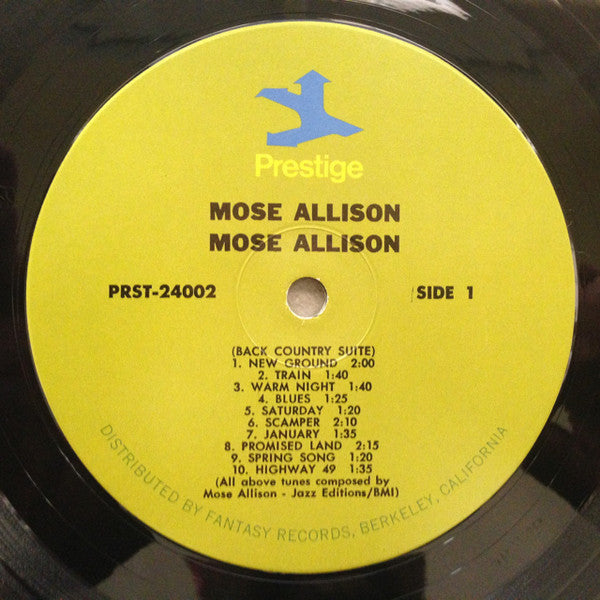 Prestige
MOSE ALLISON
MOSE ALLISON
PRST-24002
SIDE 1
(BACK COUNTRY SUITE)
1. NEW GROUND 2:00
2. TRAIN 1:40
3. WARM NIGHT 1:40
4. BLUES 1:25
5. SATURDAY 1:20
6. SCAMPER 2:10
7. JANUARY 1:35
8. PROMISED LAND 2:15
9. SPRING SONG 1:20
10. HIGHWAY 49 1:35
(All above tunes composed by
Mose Allison - Jazz Editions/BMI)
DISTRIBUTED BY FANTASY RECORDS, BERKELEY, CALIFORNIA